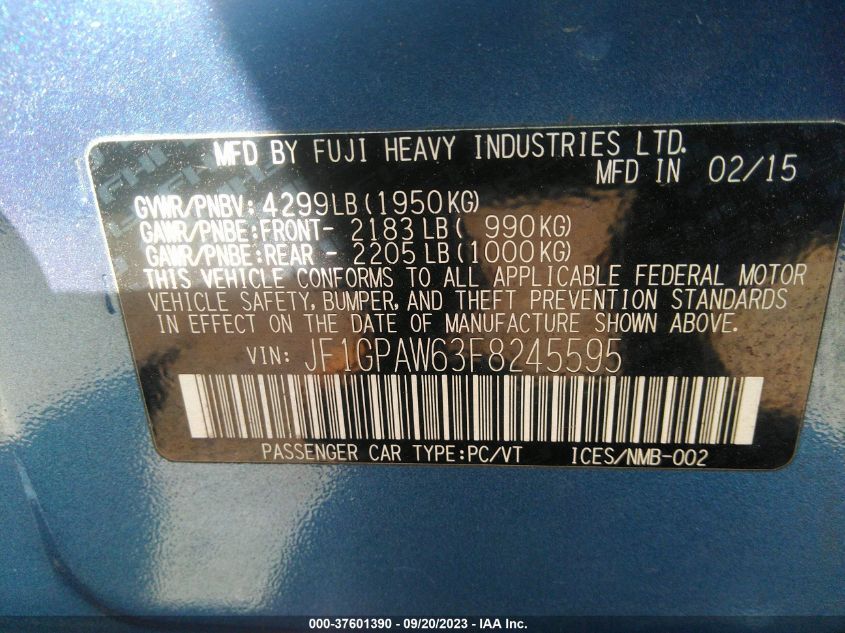 MFD BY FUJI HEAVY INDUSTRIES LTD.
MFD IN 02/15
GVWR/PNBV: 4299LB(1950KG)
GAWR/PNBE:FRONT- 2183LB( 990KG)
GAWR/PNBE:REAR - 2205LB(1000KG)
THIS VEHICLE CONFORMS TO ALL APPLICABLE FEDERAL MOTOR
VEHICLE SAFETY, BUMPER, AND THEFT PREVENTION STANDARDS
IN EFFECT ON THE DATE OF MANUFACTURE SHOWN ABOVE.
VIN: JF1GPAW63F8245595
PASSENGER CAR TYPE:PC/VT ICES/NMB-002
000-37601390 - 09/20/2023 - IAA Inc.